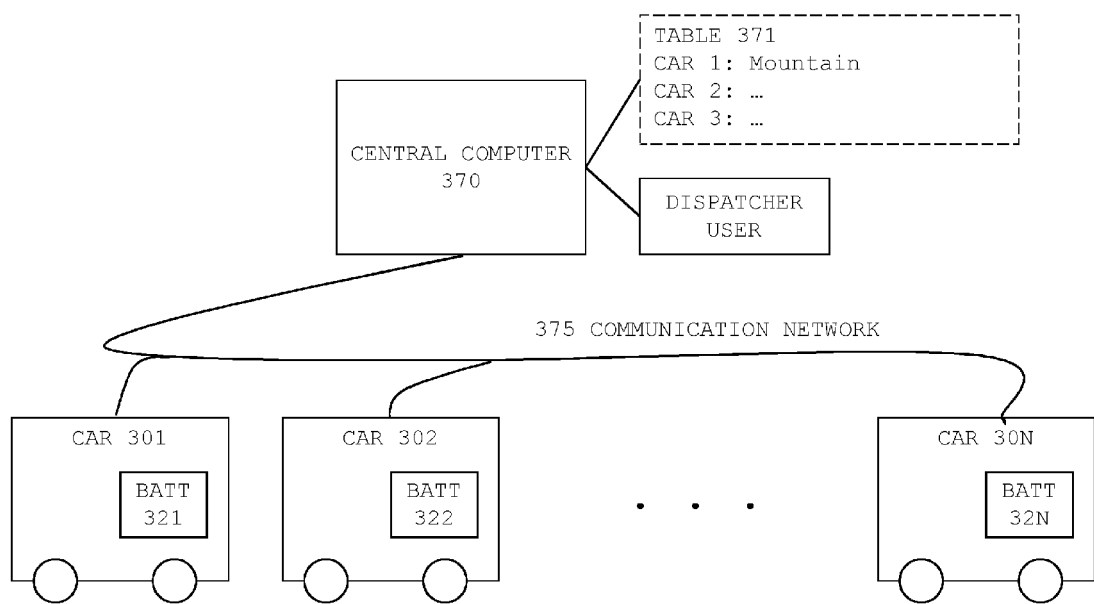 TABLE 371
CAR 1: Mountain
CAR 2: …
CAR 3: …
CENTRAL COMPUTER
370
DISPATCHER
USER
375 COMMUNICATION NETWORK
CAR 301
BATT
321
CAR 302
BATT
322
. . .
CAR 30N
BATT
32N